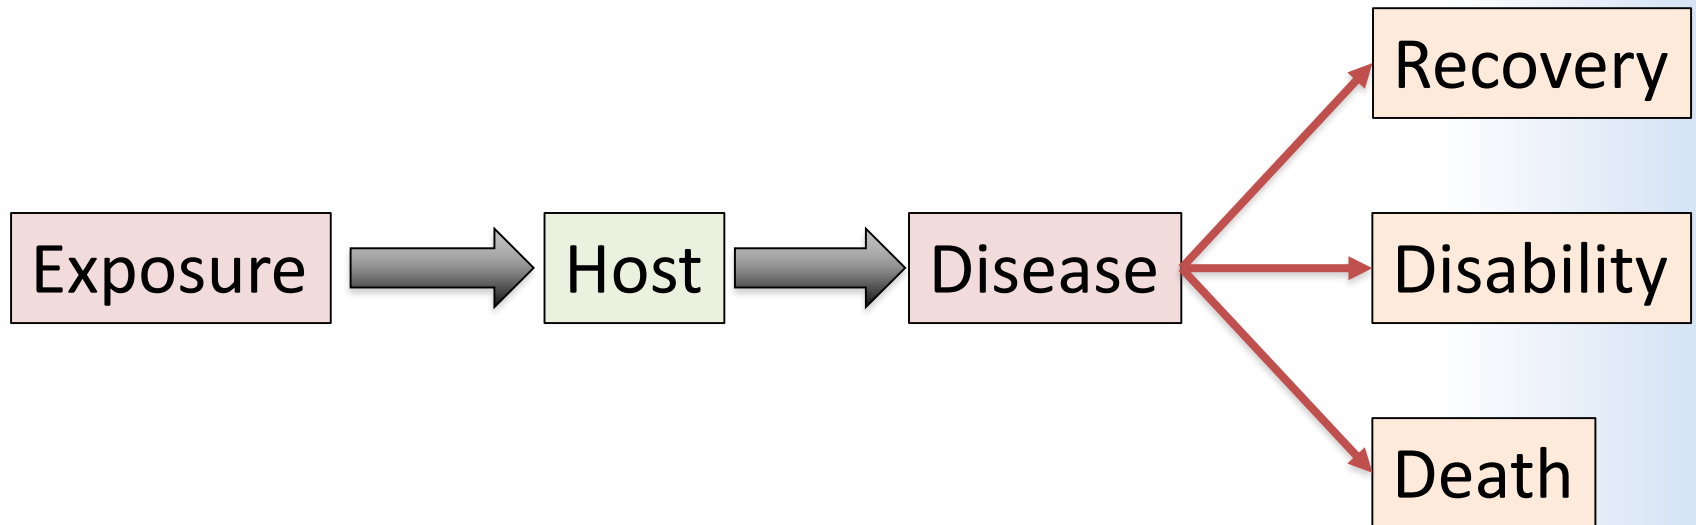 Exposure
Host
Disease
Recovery
Disability
Death